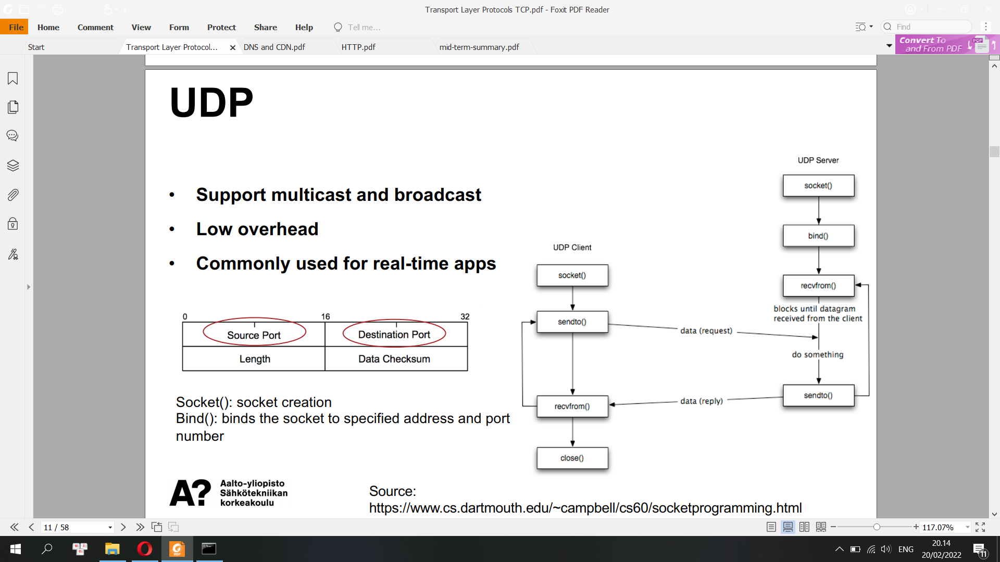 Transport Layer Protocols TCP.pdf - Foxit PDF Reader
File Home Comment View Form Protect Share Help Tell me... Find
Start Transport Layer Protocol... DNS and CDN.pdf HTTP.pdf mid-term-summary.pdf
Convert To
and From PDF
PDF
UDP
• Support multicast and broadcast
• Low overhead
• Commonly used for real-time apps
0 16 32
Source Port Destination Port
Length Data Checksum
Socket(): socket creation
Bind(): binds the socket to specified address and port
number
UDP Client
socket()
sendto()
recvfrom()
close()
data (request)
data (reply)
UDP Server
socket()
bind()
recvfrom()
blocks until datagram
received from the client
do something
sendto()
A?
Aalto-yliopisto
Sähkötekniikan
korkeakoulu
Source:
https://www.cs.dartmouth.edu/~campbell/cs60/socketprogramming.html
11 / 58
117.07%
PDF
ENG
20.14
20/02/2022
11